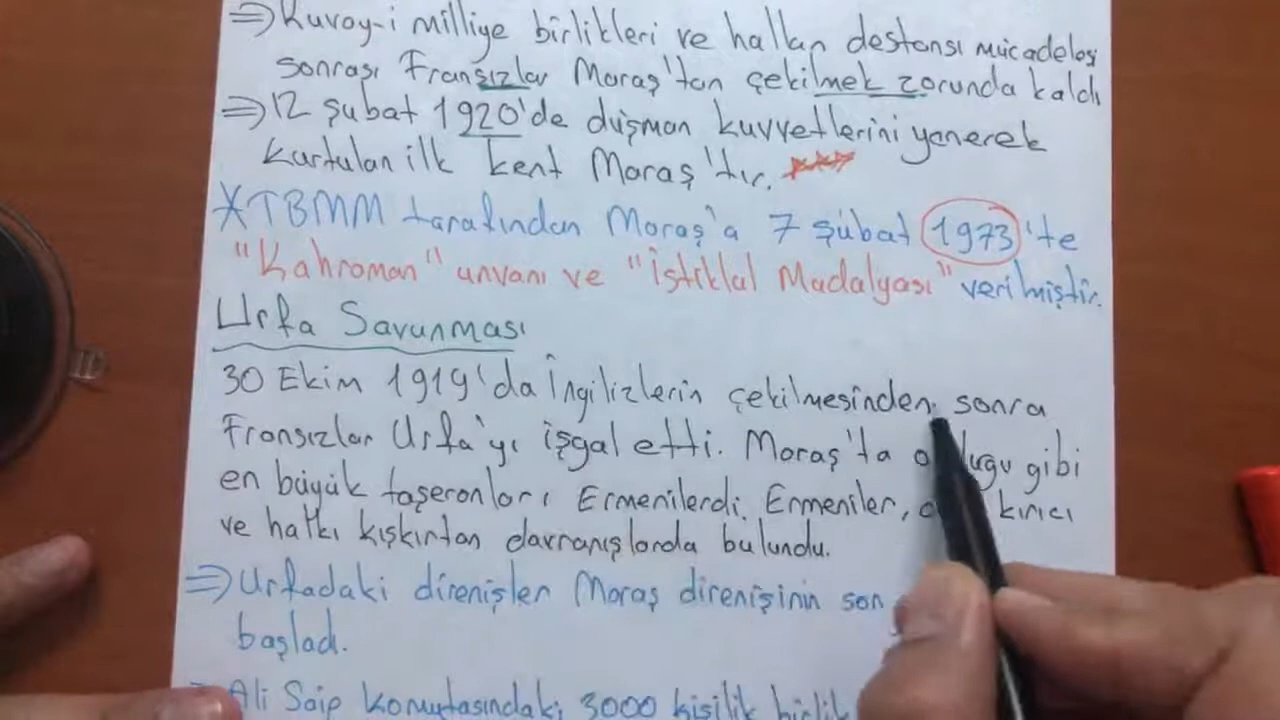 ⇒ Kuvay-i milliye birlikleri ve halkın destansı mücadelesi
sonrası Fransızlar Maraş'tan çekilmek zorunda kaldı
⇒ 12 şubat 1920'de düşman kuvvetlerini yenerek
kurtulan ilk kent Maraş'tır.
* TBMM tarafından Maraş'a 7 şubat 1973'te
"Kahraman" unvanı ve "İstiklal Madalyası" verilmiştir.
Urfa Savunması
30 Ekim 1919'da İngilizlerin çekilmesinden sonra
Fransızlar Urfa'yı işgal etti. Maraş'ta olduğu gibi
en büyük taşeronları Ermenilerdi. Ermeniler, kırıcı
ve halkı kışkırtan davranışlarda bulundu.
⇒ Urfadaki direnişler Maraş direnişinin son
başladı.
Ali Saip komutasındaki 3000 kişilik birlik